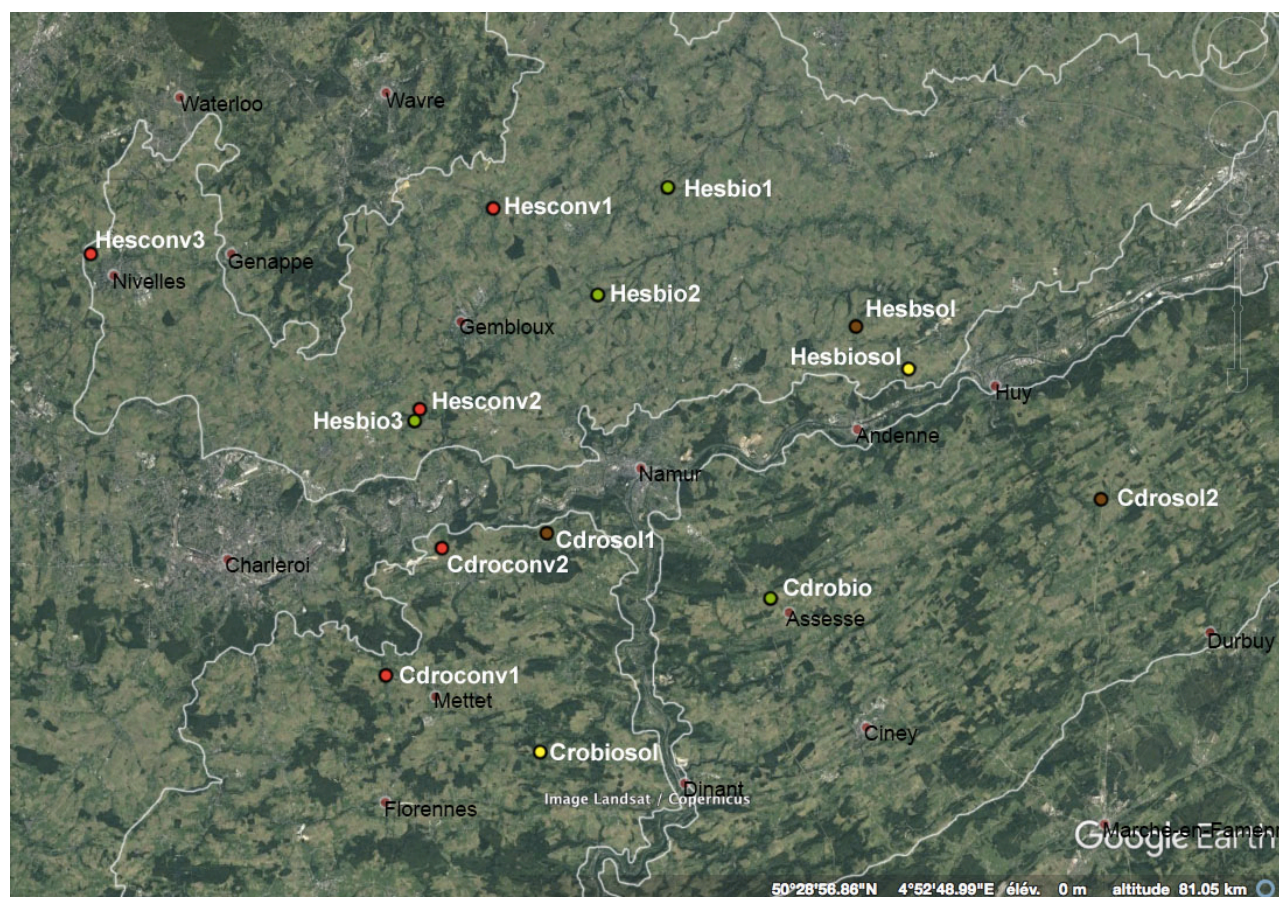 Waterloo
Wavre
Hesbio1
Hesconv1
Hesconv3
Genappe
Nivelles
Hesbio2
Hesbsol
Gembloux
Hesbiosol
Huy
Hesconv2
Hesbio3
Andenne
Namur
Cdrosol2
Cdrosol1
Cdroconv2
Charleroi
Cdrobio
Assesse
Durbuy
Cdroconv1
Mettet
Ciney
Crobiosol
Dinant
Image Landsat / Copernicus
Florennes
Marche-en-Famenn
Google Earth
50°28'56.86"N 4°52'48.99"E élév. 0 m altitude 81.05 km